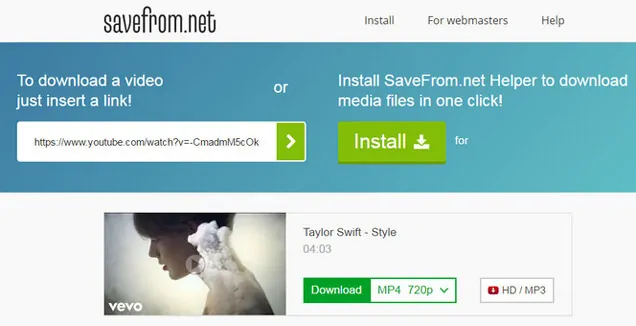 savefrom.net
Install
For webmasters
Help
To download a video
just insert a link!
or
Install SaveFrom.net Helper to download
media files in one click!
https://www.youtube.com/watch?v=-CmadmM5cOk
Install
for
Taylor Swift - Style
04:03
vevo
Download
MP4 720p
HD / MP3